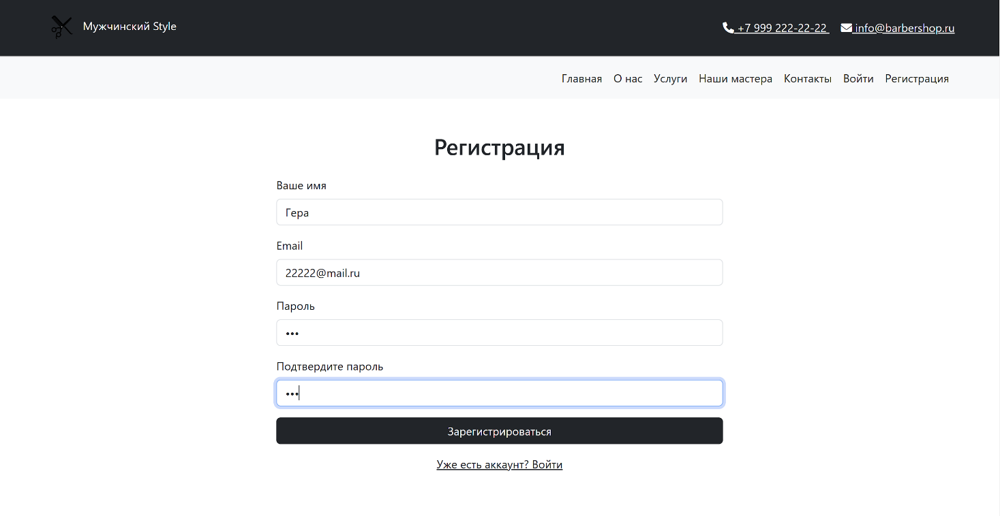 Мужчинский Style
+7 999 222-22-22 info@barbershop.ru
Главная О нас Услуги Наши мастера Контакты Войти Регистрация
Регистрация
Ваше имя
Гера
Email
22222@mail.ru
Пароль
•••
Подтвердите пароль
•••
Зарегистрироваться
Уже есть аккаунт? Войти